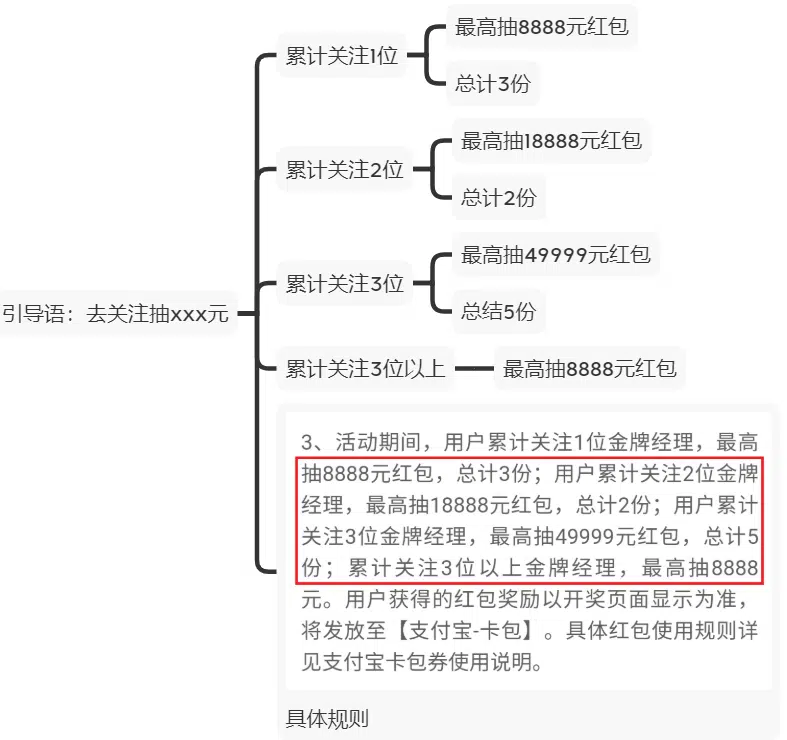 引导语：去关注抽xxx元
累计关注1位
最高抽8888元红包
总计3份
累计关注2位
最高抽18888元红包
总计2份
累计关注3位
最高抽49999元红包
总结5份
累计关注3位以上
最高抽8888元红包
3、活动期间，用户累计关注1位金牌经理，最高
抽8888元红包，总计3份；用户累计关注2位金牌
经理，最高抽18888元红包，总计2份；用户累计
关注3位金牌经理，最高抽49999元红包，总计5
份；累计关注3位以上金牌经理，最高抽8888
元。用户获得的红包奖励以开奖页面显示为准，
将发放至【支付宝-卡包】。具体红包使用规则详
见支付宝卡包券使用说明。
具体规则